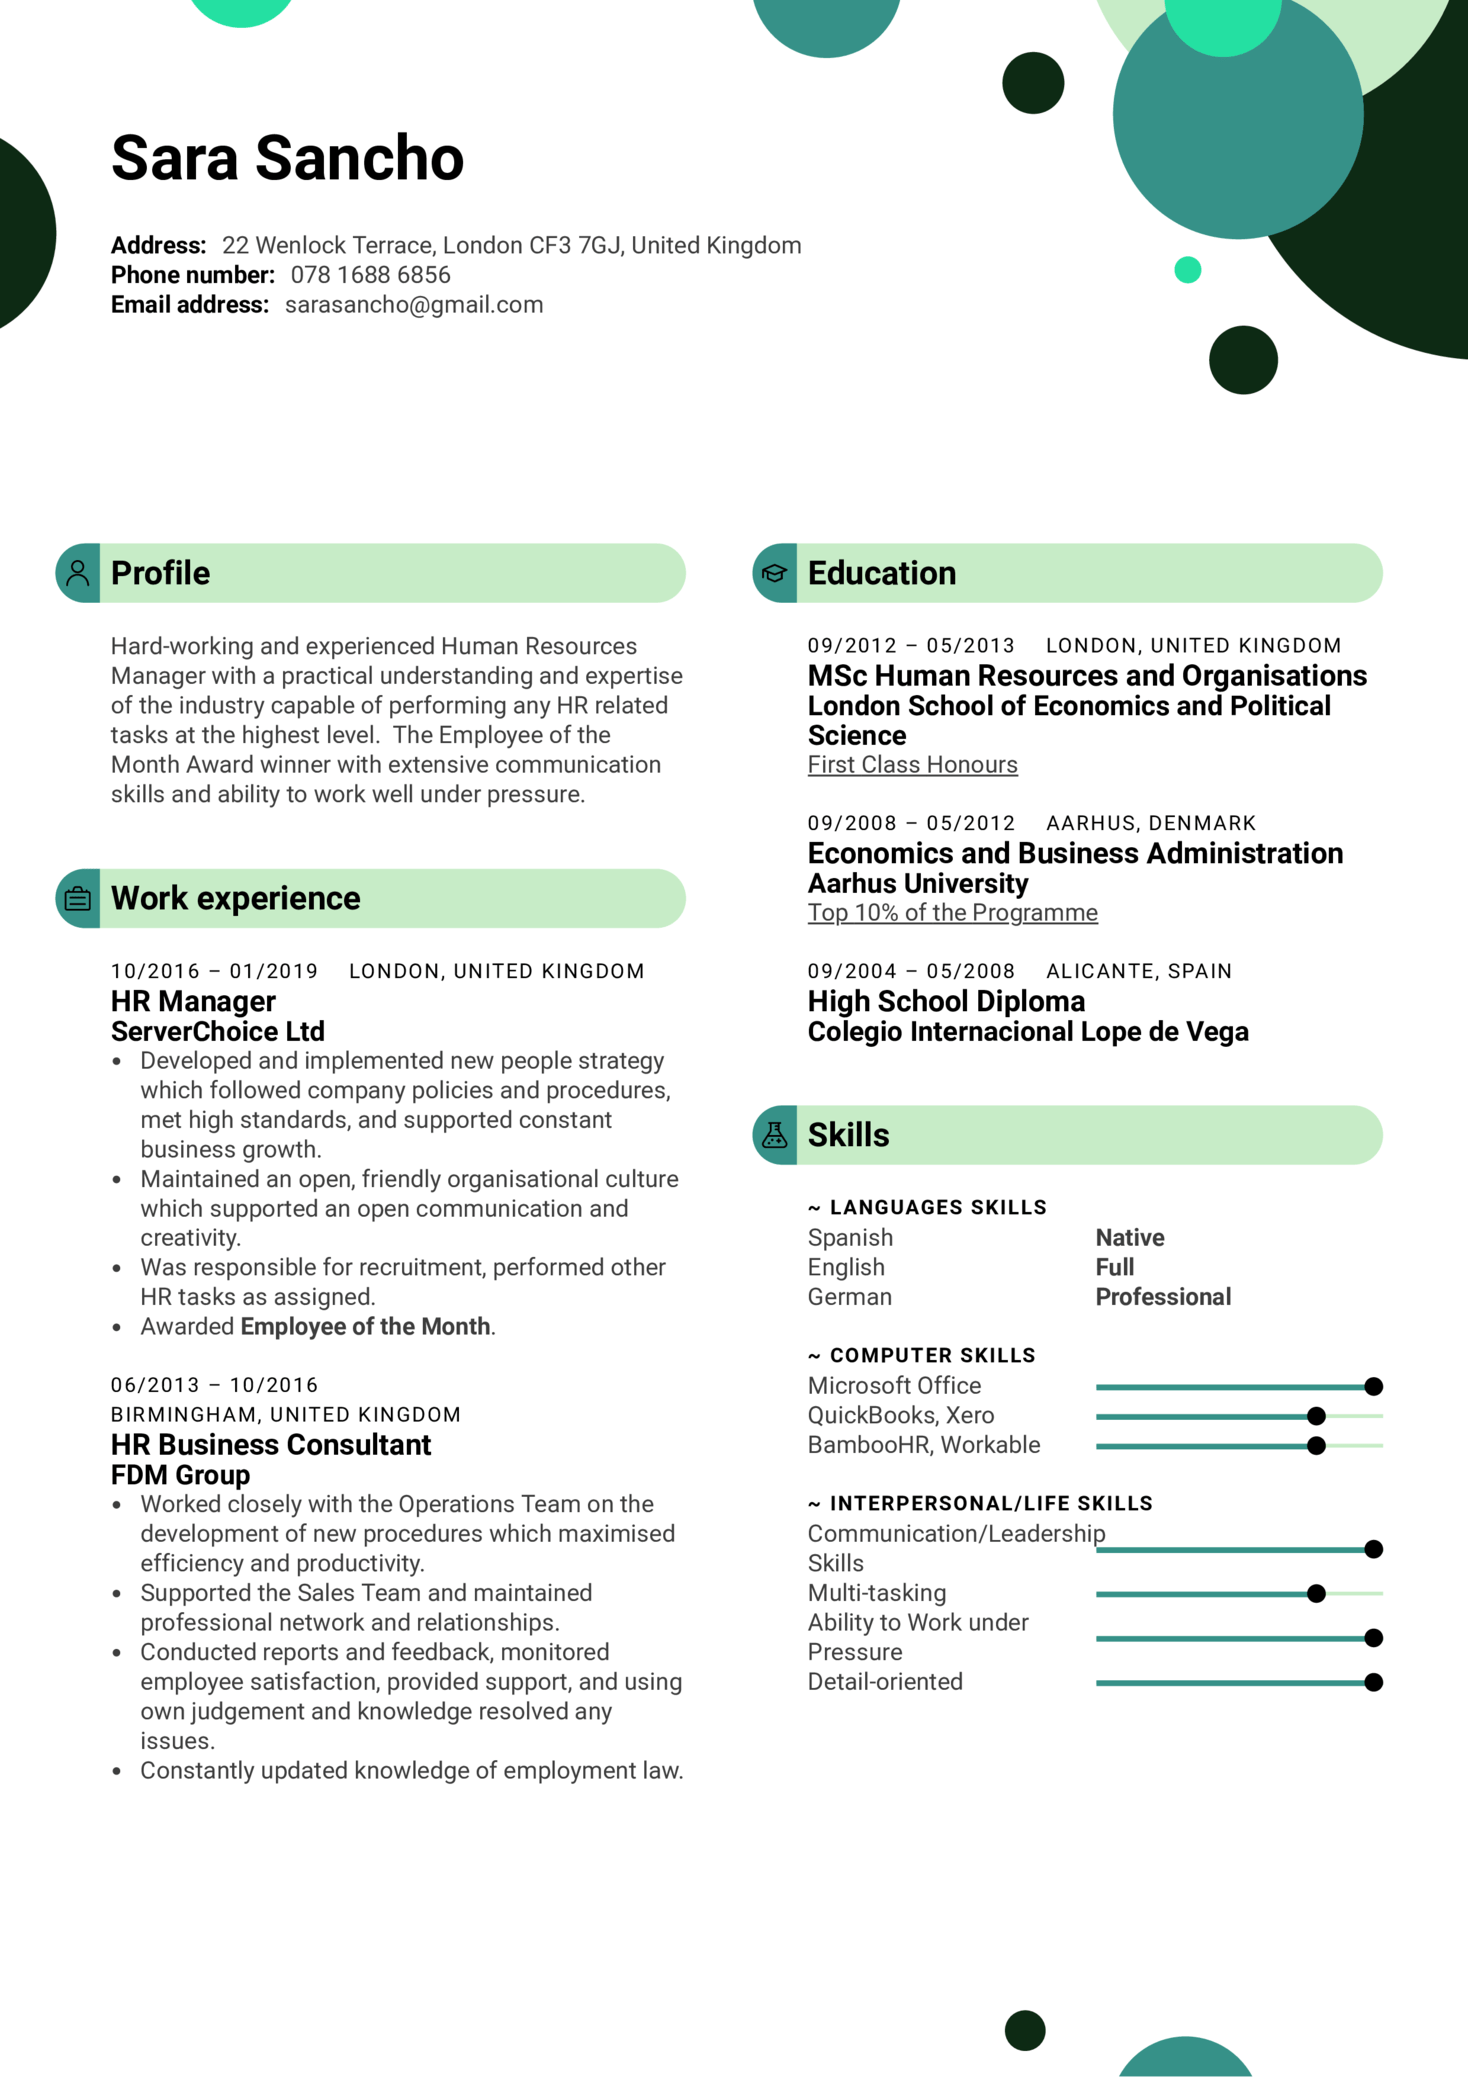 Sara Sancho
Address: 22 Wenlock Terrace, London CF3 7GJ, United Kingdom
Phone number: 078 1688 6856
Email address: sarasancho@gmail.com
Profile
Hard-working and experienced Human Resources
Manager with a practical understanding and expertise
of the industry capable of performing any HR related
tasks at the highest level.  The Employee of the
Month Award winner with extensive communication
skills and ability to work well under pressure.
Work experience
10/2016 – 01/2019 LONDON, UNITED KINGDOM
HR Manager
ServerChoice Ltd
• Developed and implemented new people strategy
which followed company policies and procedures,
met high standards, and supported constant
business growth.
• Maintained an open, friendly organisational culture
which supported an open communication and
creativity.
• Was responsible for recruitment, performed other
HR tasks as assigned.
• Awarded Employee of the Month.
06/2013 – 10/2016
BIRMINGHAM, UNITED KINGDOM
HR Business Consultant
FDM Group
• Worked closely with the Operations Team on the
development of new procedures which maximised
efficiency and productivity.
• Supported the Sales Team and maintained
professional network and relationships.
• Conducted reports and feedback, monitored
employee satisfaction, provided support, and using
own judgement and knowledge resolved any
issues.
• Constantly updated knowledge of employment law.
Education
09/2012 – 05/2013 LONDON, UNITED KINGDOM
MSc Human Resources and Organisations
London School of Economics and Political
Science
First Class Honours
09/2008 – 05/2012 AARHUS, DENMARK
Economics and Business Administration
Aarhus University
Top 10% of the Programme
09/2004 – 05/2008 ALICANTE, SPAIN
High School Diploma
Colegio Internacional Lope de Vega
Skills
~ LANGUAGES SKILLS
Spanish Native
English Full
German Professional
~ COMPUTER SKILLS
Microsoft Office
QuickBooks, Xero
BambooHR, Workable
~ INTERPERSONAL/LIFE SKILLS
Communication/Leadership
Skills
Multi-tasking
Ability to Work under
Pressure
Detail-oriented